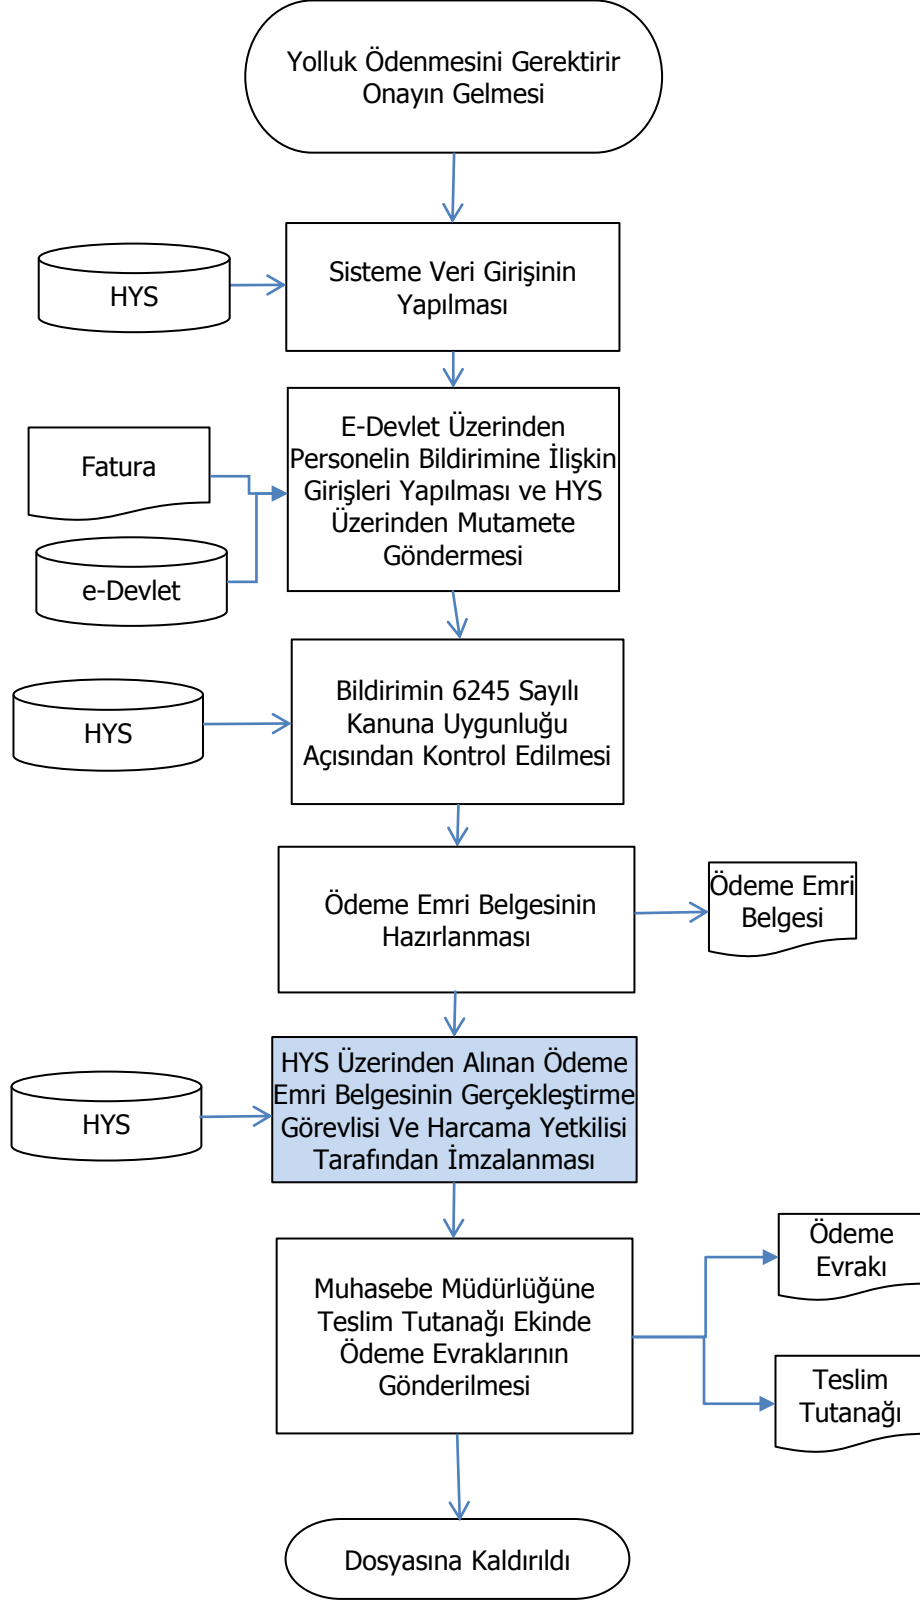 Yolluk Ödenmesini Gerektirir
Onayın Gelmesi
HYS
Sisteme Veri Girişinin
Yapılması
Fatura
e-Devlet
E-Devlet Üzerinden
Personelin Bildirimine İlişkin
Girişleri Yapılması ve HYS
Üzerinden Mutamete
Göndermesi
HYS
Bildirimin 6245 Sayılı
Kanuna Uygunluğu
Açısından Kontrol Edilmesi
Ödeme Emri Belgesinin
Hazırlanması
Ödeme Emri
Belgesi
HYS
HYS Üzerinden Alınan Ödeme
Emri Belgesinin Gerçekleştirme
Görevlisi Ve Harcama Yetkilisi
Tarafından İmzalanması
Muhasebe Müdürlüğüne
Teslim Tutanağı Ekinde
Ödeme Evraklarının
Gönderilmesi
Ödeme
Evrakı
Teslim
Tutanağı
Dosyasına Kaldırıldı